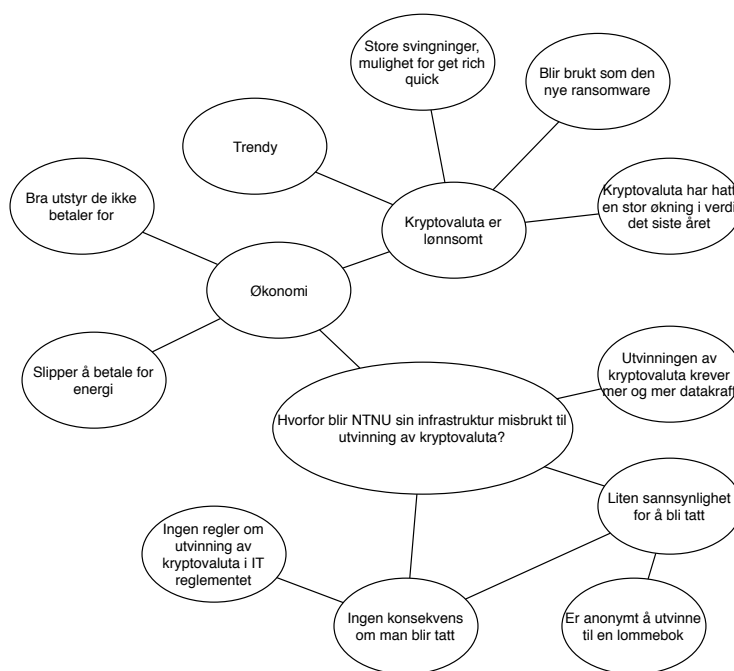 Store svingninger,
mulighet for get rich
quick
Blir brukt som den
nye ransomware
Trendy
Bra utstyr de ikke
betaler for
Kryptovaluta er
lønnsomt
Kryptovaluta har hatt
en stor økning i verdi
det siste året
Økonomi
Slipper å betale for
energi
Utvinningen av
kryptovaluta krever
mer og mer datakraft
Hvorfor blir NTNU sin infrastruktur misbrukt til
utvinning av kryptovaluta?
Liten sannsynlighet
for å bli tatt
Ingen regler om
utvinning av
kryptovaluta i IT
reglementet
Ingen konsekvens
om man blir tatt
Er anonymt å utvinne
til en lommebok